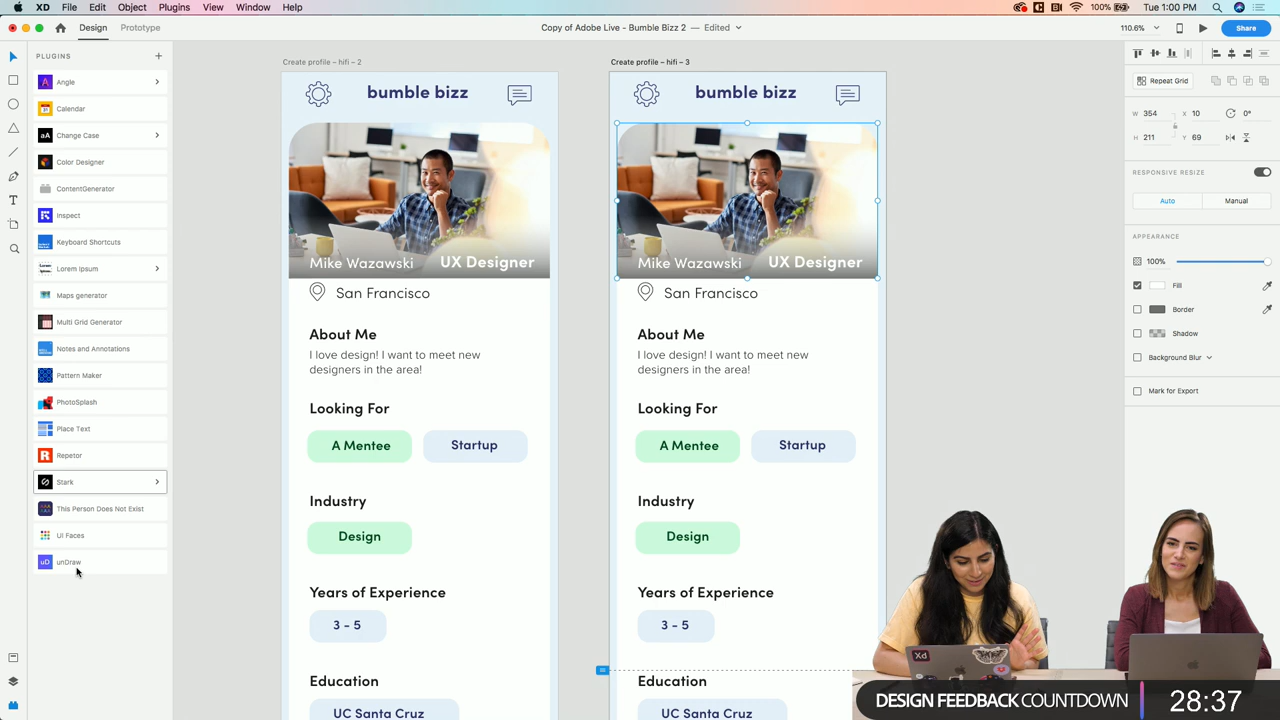 XD File Edit Object Plugins View Window Help
100% Tue 1:00 PM
Design Prototype
Copy of Adobe Live - Bumble Bizz 2 — Edited
110.6%
Share
PLUGINS
Angle
Calendar
Change Case
Color Designer
ContentGenerator
Inspect
Keyboard Shortcuts
Lorem Ipsum
Maps generator
Multi Grid Generator
Notes and Annotations
Pattern Maker
PhotoSplash
Place Text
Repetor
Stark
This Person Does Not Exist
UI Faces
unDraw
Create profile – hifi – 2
bumble bizz
Mike Wazawski UX Designer
San Francisco
About Me
I love design! I want to meet new
designers in the area!
Looking For
A Mentee Startup
Industry
Design
Years of Experience
3 - 5
Education
UC Santa Cruz
Create profile – hifi – 3
bumble bizz
Mike Wazawski UX Designer
San Francisco
About Me
I love design! I want to meet new
designers in the area!
Looking For
A Mentee Startup
Industry
Design
Years of Experience
3 - 5
Education
UC Santa Cruz
Repeat Grid
W 354 X 10 0°
H 211 Y 69
RESPONSIVE RESIZE
Auto Manual
APPEARANCE
100%
Fill
Border
Shadow
Background Blur
Mark for Export
Xd
DESIGN FEEDBACK COUNTDOWN 28:37